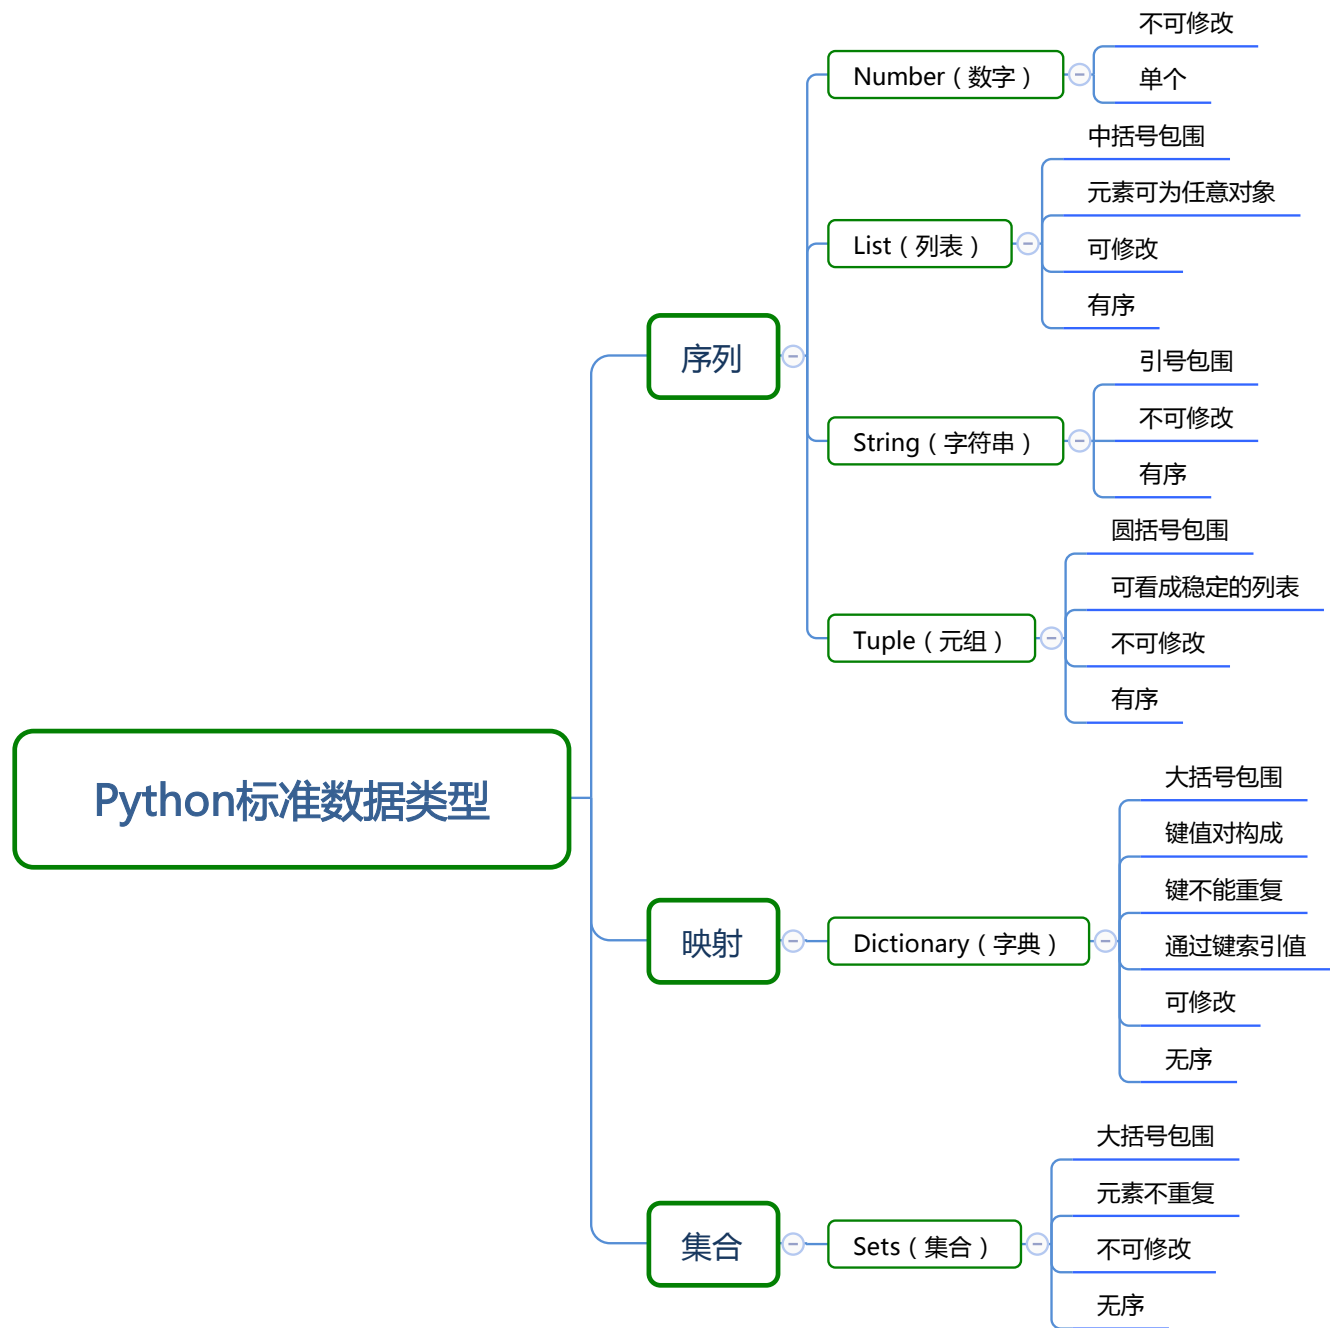 Python标准数据类型
序列
Number（数字）
不可修改
单个
List（列表）
中括号包围
元素可为任意对象
可修改
有序
String（字符串）
引号包围
不可修改
有序
Tuple（元组）
圆括号包围
可看成稳定的列表
不可修改
有序
映射
Dictionary（字典）
大括号包围
键值对构成
键不能重复
通过键索引值
可修改
无序
集合
Sets（集合）
大括号包围
元素不重复
不可修改
无序